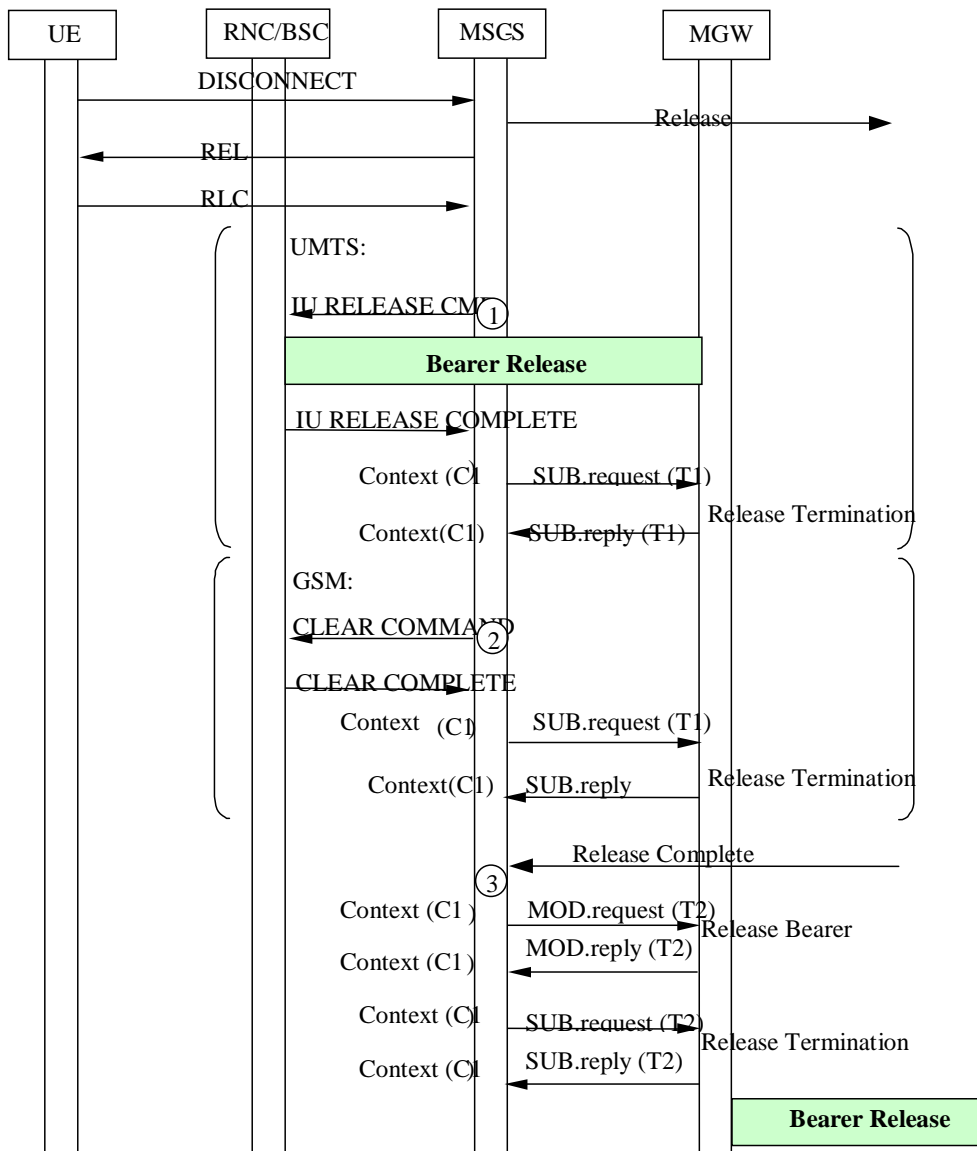 UE
RNC/BSC
MSC-S
MGW
DISCONNECT
Release
REL
RLC
UMTS:
IU RELEASE CMD
1
Bearer Release
IU RELEASE COMPLETE
Context (C1)
SUB.request (T1)
Context(C1)
SUB.reply (T1)
Release Termination
GSM:
CLEAR COMMAND
2
CLEAR COMPLETE
Context (C1)
SUB.request (T1)
Context(C1)
SUB.reply
Release Termination
Release Complete
3
Context (C1)
MOD.request (T2)
Release Bearer
Context (C1)
MOD.reply (T2)
Context (C1)
SUB.request (T2)
Release Termination
Context (C1)
SUB.reply (T2)
Bearer Release